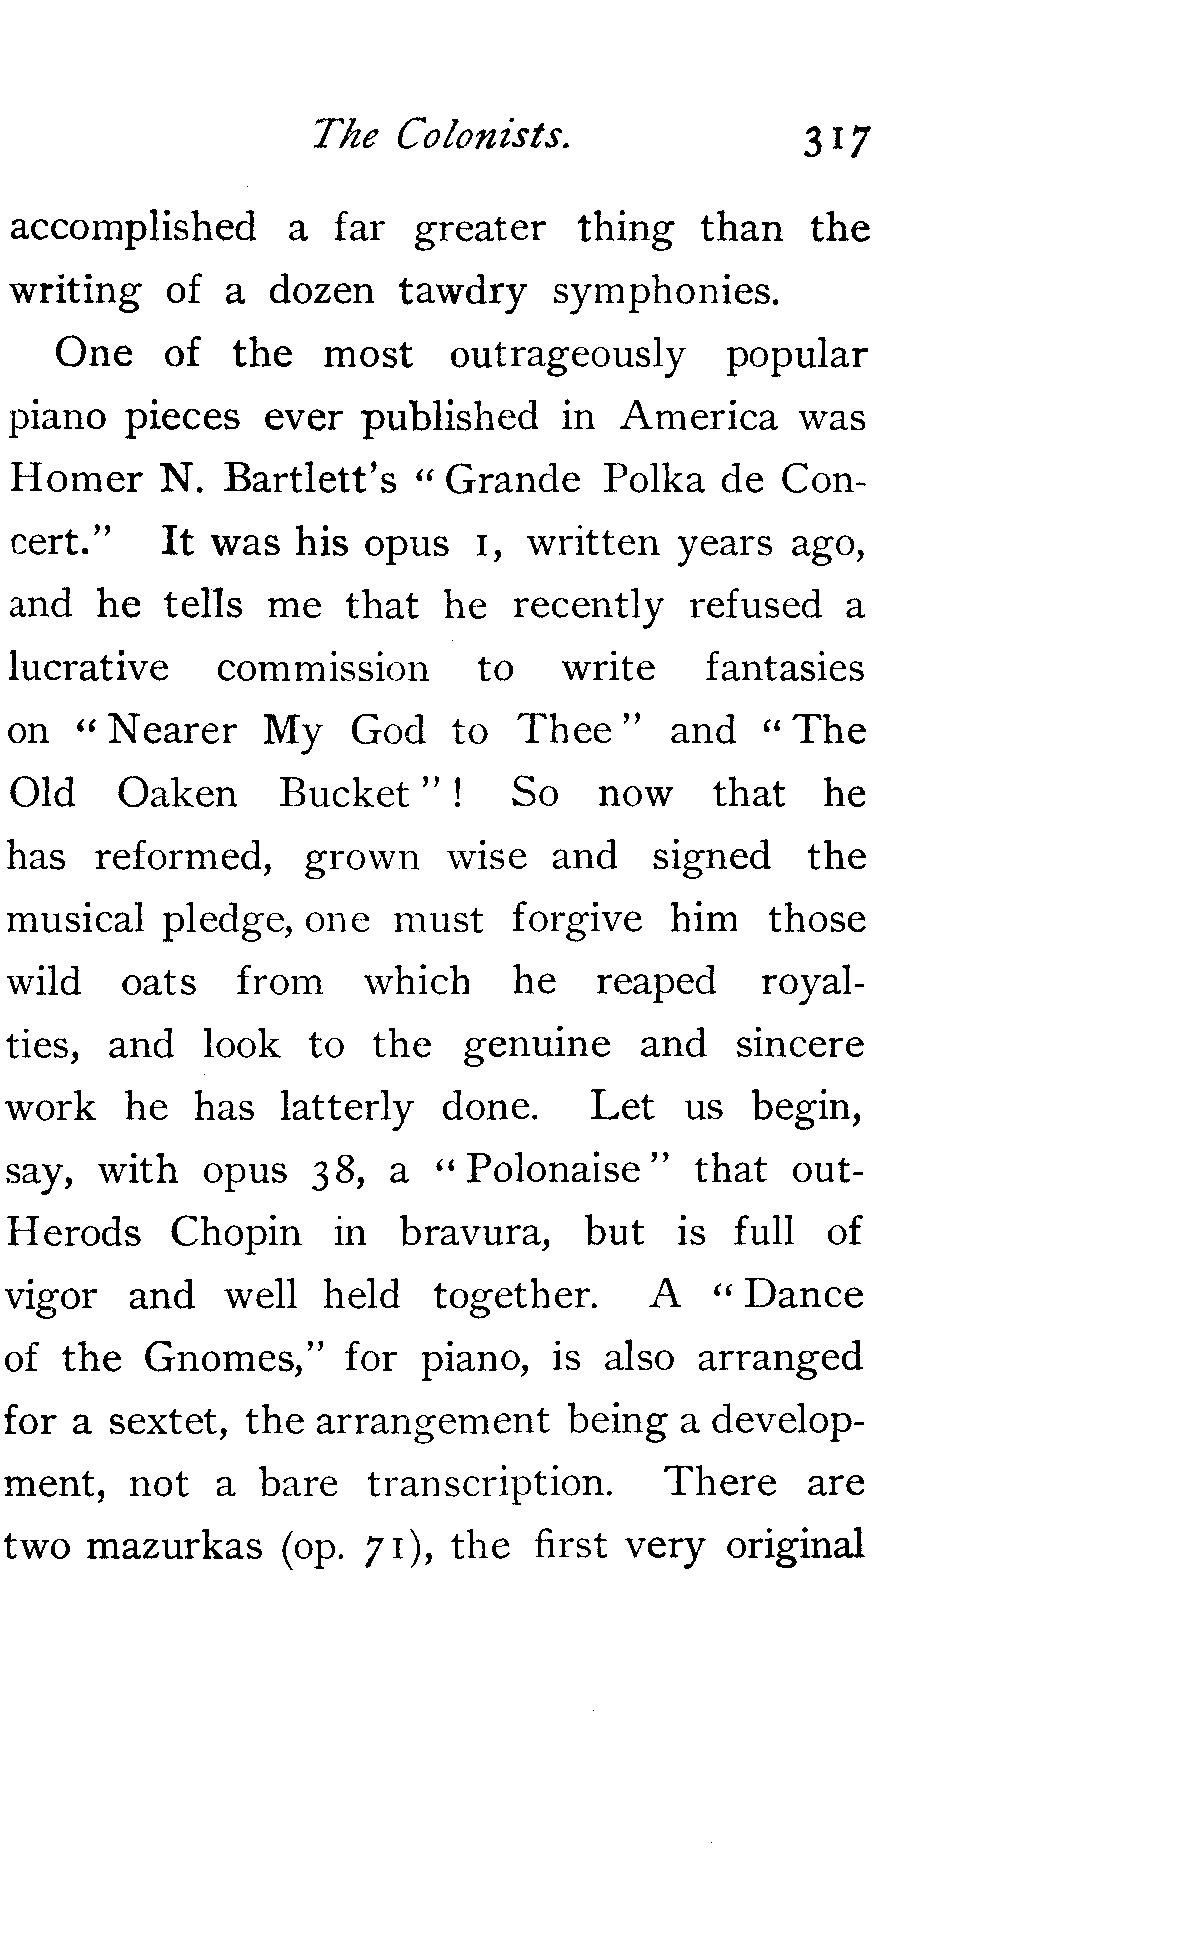 The Colonists. 317
accomplished a far greater thing than the
writing of a dozen tawdry symphonies.
One of the most outrageously popular
piano pieces ever published in America was
Homer N. Bartlett's “Grande Polka de Con-
cert.” It was his opus 1, written years ago,
and he tells me that he recently refused a
lucrative commission to write fantasies
on “Nearer My God to Thee” and “The
Old Oaken Bucket”! So now that he
has reformed, grown wise and signed the
musical pledge, one must forgive him those
wild oats from which he reaped royal-
ties, and look to the genuine and sincere
work he has latterly done. Let us begin,
say, with opus 38, a “Polonaise” that out-
Herods Chopin in bravura, but is full of
vigor and well held together. A “Dance
of the Gnomes,” for piano, is also arranged
for a sextet, the arrangement being a develop-
ment, not a bare transcription. There are
two mazurkas (op. 71), the first very original